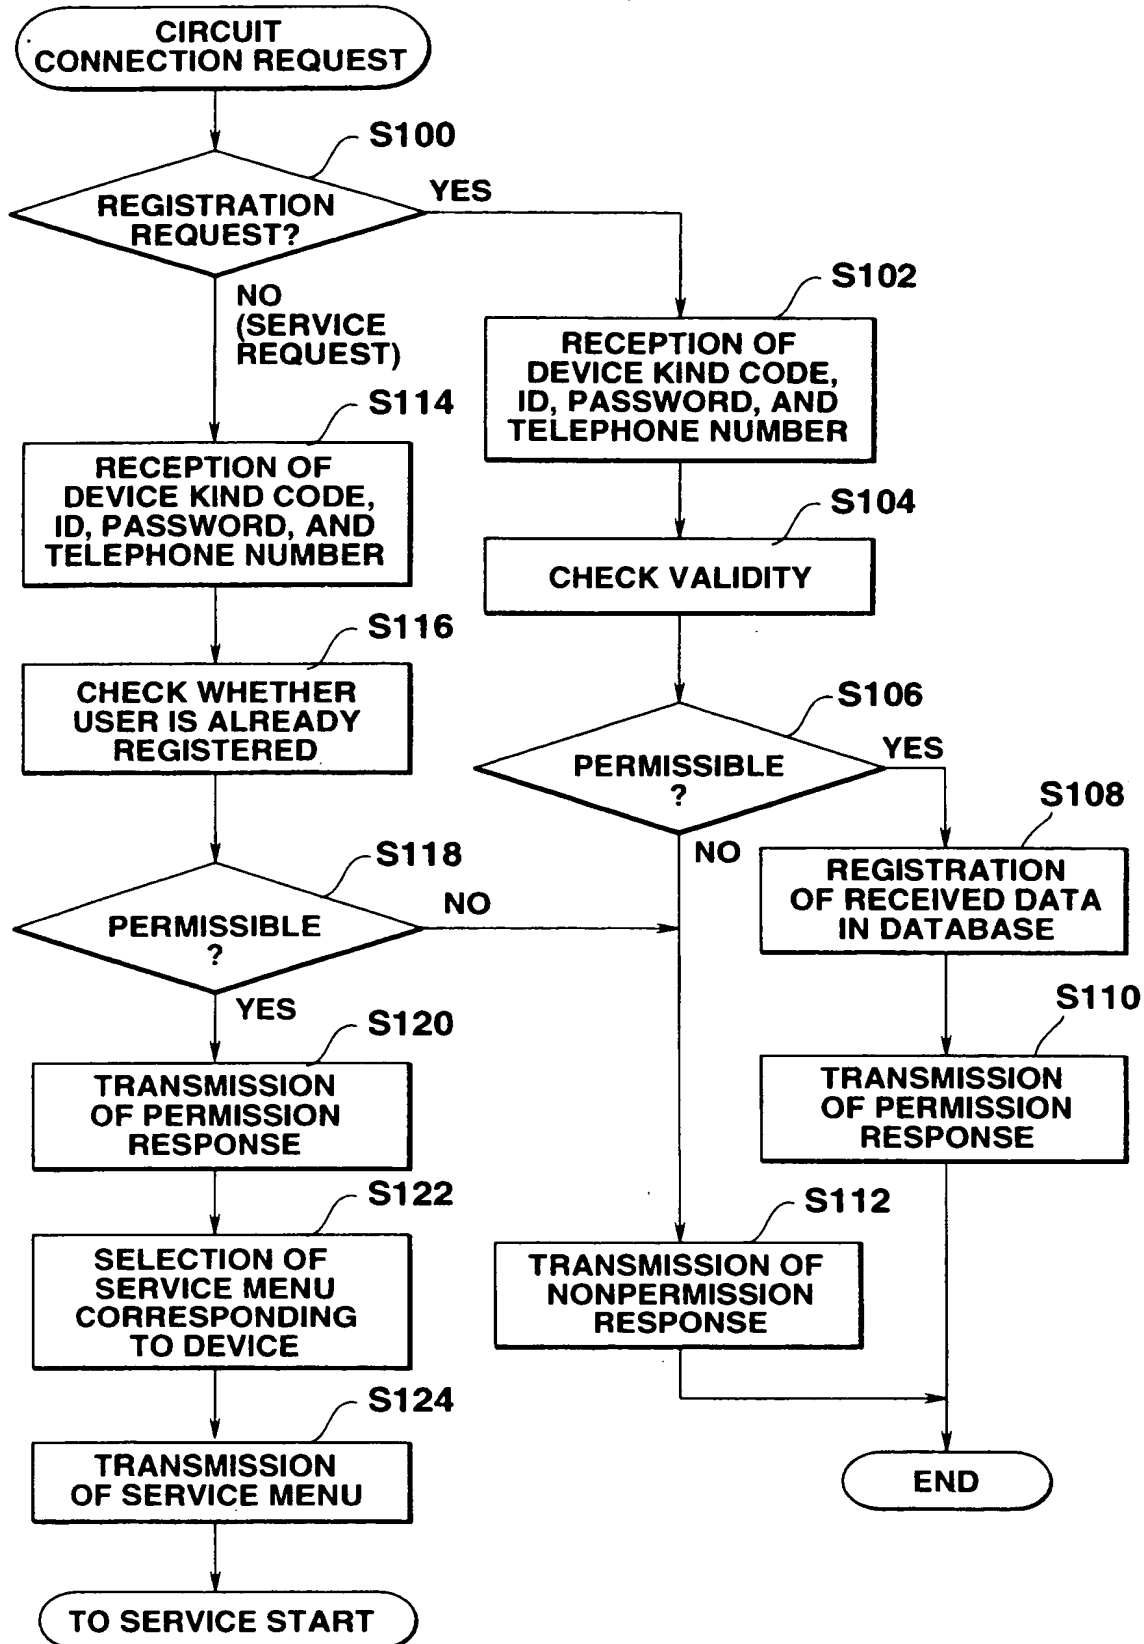 CIRCUIT
CONNECTION REQUEST
S100
REGISTRATION
REQUEST?
YES
NO
(SERVICE
REQUEST)
S102
RECEPTION OF
DEVICE KIND CODE,
ID, PASSWORD, AND
TELEPHONE NUMBER
S104
CHECK VALIDITY
S106
PERMISSIBLE
?
YES
NO
S108
REGISTRATION
OF RECEIVED DATA
IN DATABASE
S110
TRANSMISSION
OF PERMISSION
RESPONSE
S112
TRANSMISSION OF
NONPERMISSION
RESPONSE
END
S114
RECEPTION OF
DEVICE KIND CODE,
ID, PASSWORD, AND
TELEPHONE NUMBER
S116
CHECK WHETHER
USER IS ALREADY
REGISTERED
S118
PERMISSIBLE
?
NO
YES
S120
TRANSMISSION
OF PERMISSION
RESPONSE
S122
SELECTION OF
SERVICE MENU
CORRESPONDING
TO DEVICE
S124
TRANSMISSION
OF SERVICE MENU
TO SERVICE START